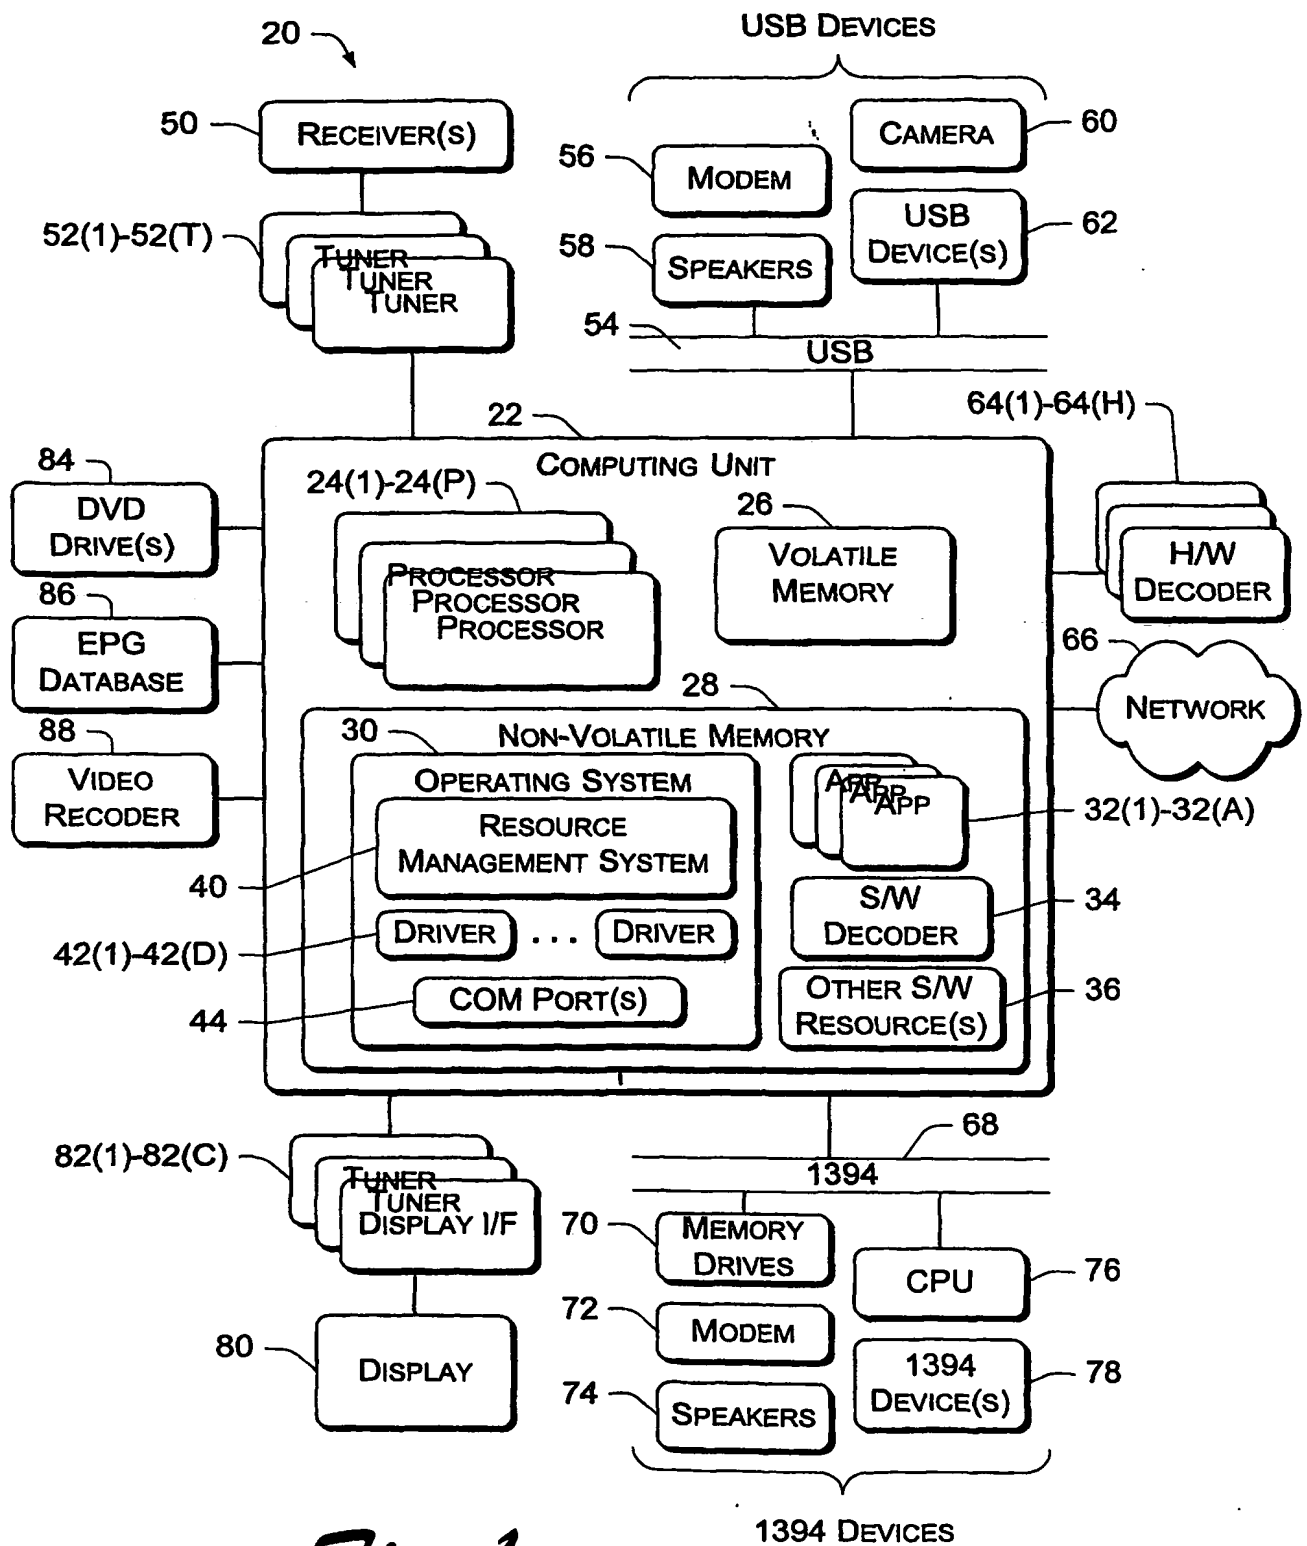 20
USB DEVICES
50
RECEIVER(S)
56
MODEM
CAMERA
60
52(1)-52(T)
TUNER
TUNER
TUNER
58
SPEAKERS
USB
DEVICE(S)
62
54
USB
22
COMPUTING UNIT
64(1)-64(H)
H/W
DECODER
84
DVD
DRIVE(S)
24(1)-24(P)
PROCESSOR
PROCESSOR
PROCESSOR
26
VOLATILE
MEMORY
86
EPG
DATABASE
66
NETWORK
28
NON-VOLATILE MEMORY
88
VIDEO
RECODER
30
OPERATING SYSTEM
RESOURCE
MANAGEMENT SYSTEM
40
APP
APP
APP
32(1)-32(A)
DRIVER ... DRIVER
42(1)-42(D)
S/W
DECODER
34
COM PORT(S)
44
OTHER S/W
RESOURCE(S)
36
82(1)-82(C)
TUNER
TUNER
DISPLAY I/F
68
1394
70
MEMORY
DRIVES
CPU
76
80
DISPLAY
72
MODEM
1394
DEVICE(S)
78
74
SPEAKERS
1394 DEVICES